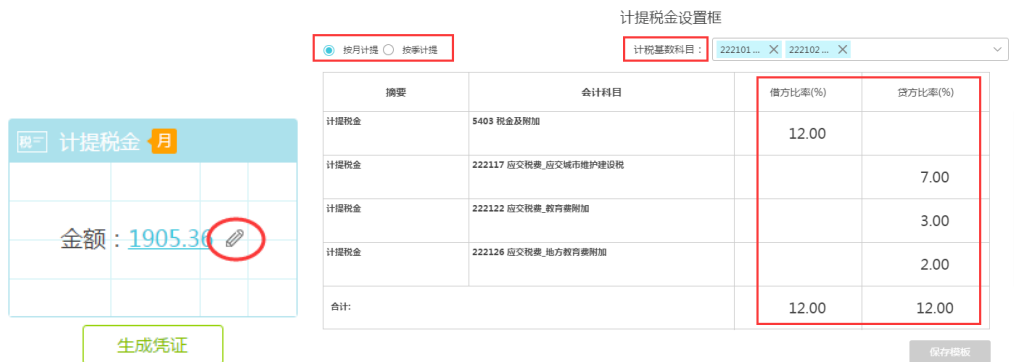 税 计提税金 月
金额：1905.36
生成凭证
计提税金设置框
按月计提 按季计提 计税基数科目： 222101 ... 222102 ...
摘要 会计科目 借方比率(%) 贷方比率(%)
计提税金 5403 税金及附加 12.00
计提税金 222117 应交税费_应交城市维护建设税 7.00
计提税金 222122 应交税费_教育费附加 3.00
计提税金 222126 应交税费_地方教育费附加 2.00
合计: 12.00 12.00
保存模板